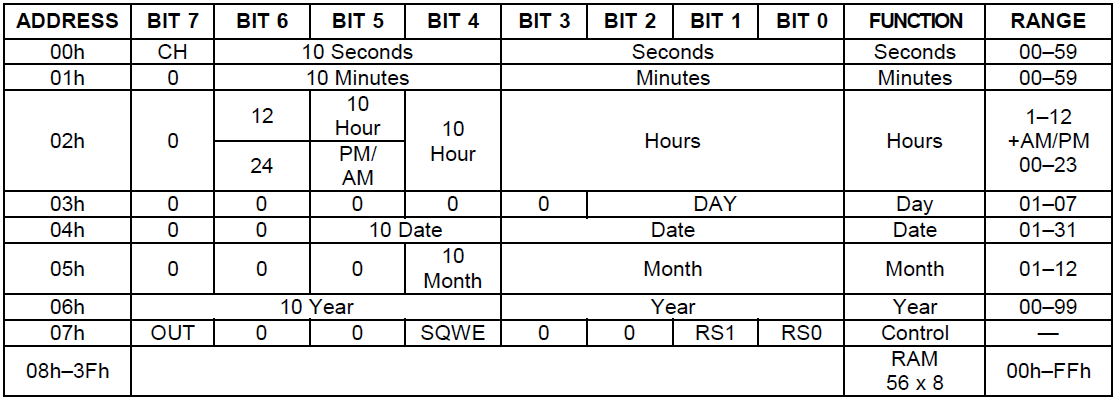 ADDRESS BIT 7 BIT 6 BIT 5 BIT 4 BIT 3 BIT 2 BIT 1 BIT 0 FUNCTION RANGE
00h CH 10 Seconds Seconds Seconds 00–59
01h 0 10 Minutes Minutes Minutes 00–59
02h 0 12 10 Hour 10 Hour Hours Hours 1–12 +AM/PM 00–23
24 PM/AM
03h 0 0 0 0 0 DAY Day 01–07
04h 0 0 10 Date Date Date 01–31
05h 0 0 0 10 Month Month Month 01–12
06h 10 Year Year Year 00–99
07h OUT 0 0 SQWE 0 0 RS1 RS0 Control —
08h–3Fh RAM 56 x 8 00h–FFh